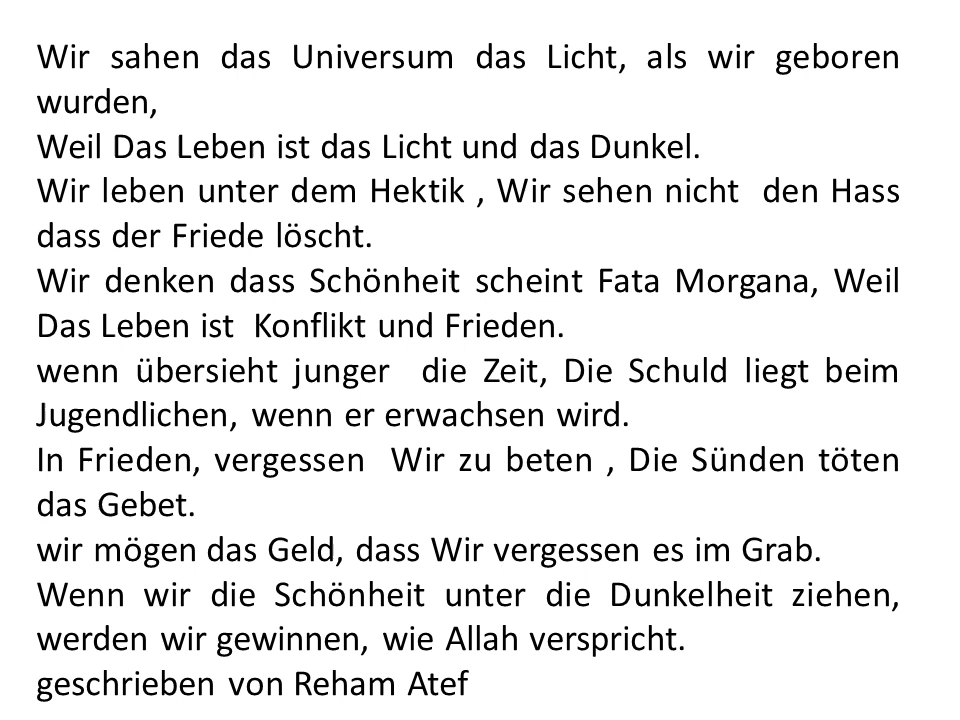 Wir sahen das Universum das Licht, als wir geboren
wurden,
Weil Das Leben ist das Licht und das Dunkel.
Wir leben unter dem Hektik , Wir sehen nicht  den Hass
dass der Friede löscht.
Wir denken dass Schönheit scheint Fata Morgana, Weil
Das Leben ist  Konflikt und Frieden.
wenn übersieht junger  die Zeit, Die Schuld liegt beim
Jugendlichen, wenn er erwachsen wird.
In Frieden, vergessen  Wir zu beten , Die Sünden töten
das Gebet.
wir mögen das Geld, dass Wir vergessen es im Grab.
Wenn wir die Schönheit unter die Dunkelheit ziehen,
werden wir gewinnen, wie Allah verspricht.
geschrieben von Reham Atef